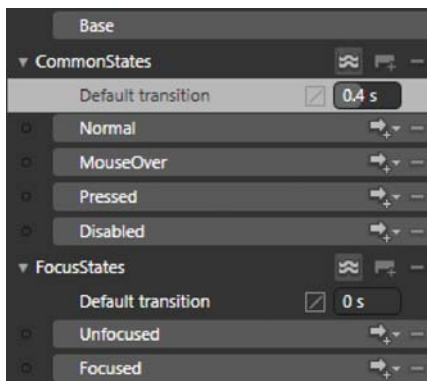 Base
CommonStates
Default transition 0.4 s
Normal
MouseOver
Pressed
Disabled
FocusStates
Default transition 0 s
Unfocused
Focused